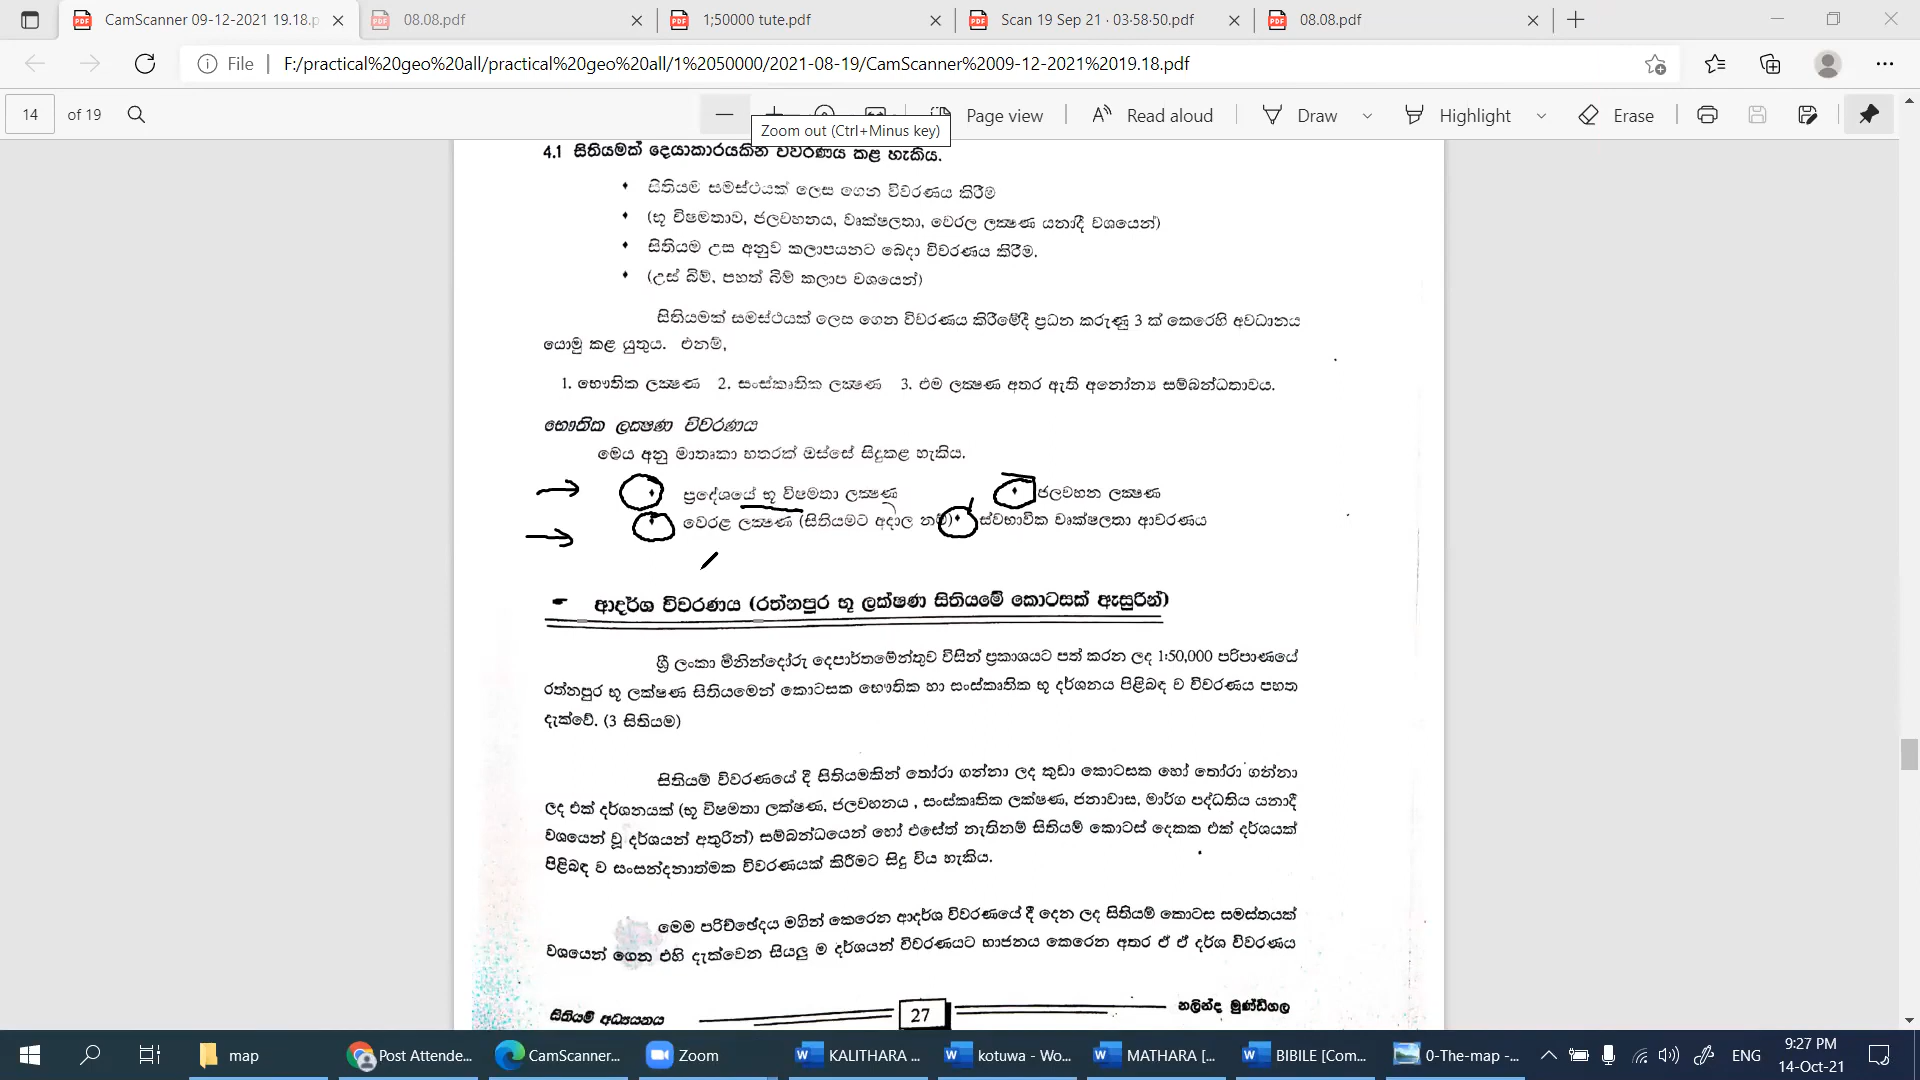 CamScanner 09-12-2021 19.18.p
08.08.pdf
1;50000 tute.pdf
Scan 19 Sep 21 · 03·58·50.pdf
08.08.pdf
File
F:/practical%20geo%20all/practical%20geo%20all/1%2050000/2021-08-19/CamScanner%2009-12-2021%2019.18.pdf
14 of 19
Page view
Read aloud
Draw
Highlight
Erase
Zoom out (Ctrl+Minus key)
4.1 සිතියමක් දෙයාකාරයකින් විවරණය කළ හැකිය.
♦ සිතියම සමස්ථයක් ලෙස ගෙන විවරණය කිරීම
♦ (භූ විෂමතාව, ජලවහනය, වෘක්ෂලතා, වෙරල ලක්‍ෂණ යනාදී වශයෙන්)
♦ සිතියම උස අනුව කලාපයනට බෙදා විවරණය කිරීම.
♦ (උස් බිම්, පහත් බිම් කලාප වශයෙන්)
සිතියමක් සමස්ථයක් ලෙස ගෙන විවරණය කිරීමේදී ප්‍රධන කරුණු 3 ක් කෙරෙහි අවධානය
යොමු කළ යුතුය. එනම්,
1. භෞතික ලක්‍ෂණ 2. සංස්කෘතික ලක්‍ෂණ 3. එම ලක්‍ෂණ අතර ඇති අනෝන්‍ය සම්බන්ධතාවය.
භෞතික ලක්‍ෂණ විවරණය
මෙය අනු මාතෘකා හතරක් ඔස්සේ සිදුකළ හැකිය.
♦ ප්‍රදේශයේ භූ විෂමතා ලක්‍ෂණ ♦ ජලවහන ලක්‍ෂණ
♦ වෙරළ ලක්‍ෂණ (සිතියමට අදාල නම්) ♦ ස්වභාවික වෘක්ෂලතා ආවරණය
ආදර්ශ විවරණය (රත්නපුර භූ ලක්ෂණ සිතියමේ කොටසක් ඇසුරින්)
ශ්‍රී ලංකා මිනින්දෝරු දෙපාර්තමේන්තුව විසින් ප්‍රකාශයට පත් කරන ලද 1:50,000 පරිපාණයේ
රත්නපුර භූ ලක්ෂණ සිතියමෙන් කොටසක භෞතික හා සංස්කෘතික භූ දර්ශනය පිළිබඳ ව විවරණය පහත
දැක්වේ. (3 සිතියම)
සිතියම් විවරණයේ දී සිතියමකින් තෝරා ගන්නා ලද කුඩා කොටසක හෝ තෝරා ගන්නා
ලද එක් දර්ශනයක් (භූ විෂමතා ලක්ෂණ, ජලවහනය , සංස්කෘතික ලක්ෂණ, ජනාවාස, මාර්ග පද්ධතිය යනාදී
වශයෙන් වූ දර්ශයන් අතුරින්) සම්බන්ධයෙන් හෝ එසේත් නැතිනම් සිතියම් කොටස් දෙකක එක් දර්ශයක්
පිළිබඳ ව සංසන්දනාත්මක විවරණයක් කිරීමට සිදු විය හැකිය.
මෙම පරිච්ඡේදය මගින් කෙරෙන ආදර්ශ විවරණයේ දී දෙන ලද සිතියම් කොටස සමස්තයක්
වශයෙන් ගෙන එහි දැක්වෙන සියලු ම දර්ශයන් විවරණයට භාජනය කෙරෙන අතර ඒ ඒ දර්ශ විවරණය
සිතියම් අධ්‍යයනය 27 නලින්ද මුණ්ඩිගල
map
Post Attende...
CamScanner...
Zoom
KALITHARA ...
kotuwa - Wo...
MATHARA [...
BIBILE [Com...
0-The-map -...
ENG
9:27 PM
14-Oct-21